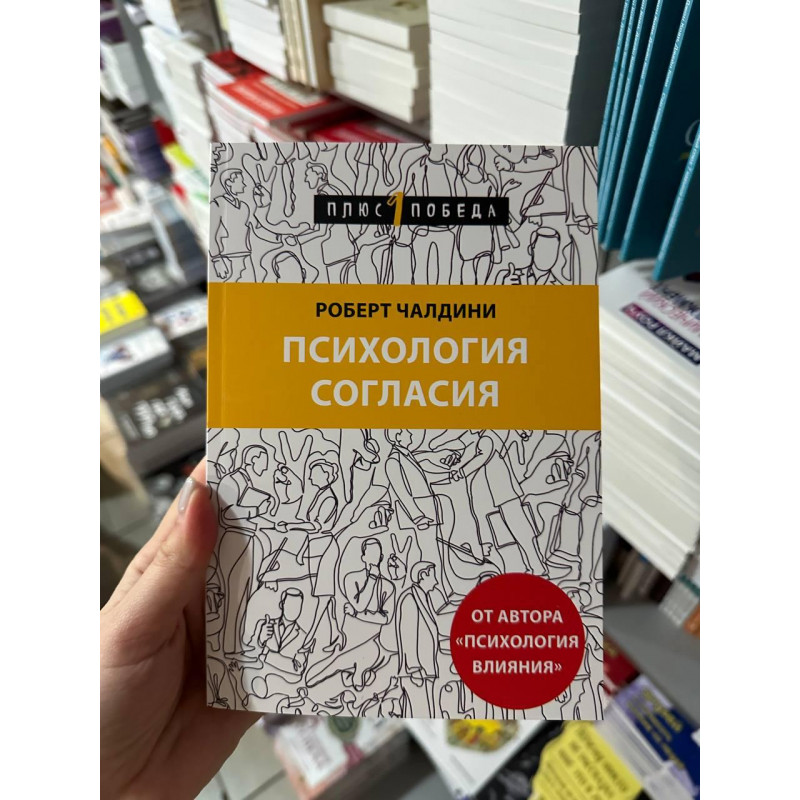 ПЛЮС 1 ПОБЕДА
РОБЕРТ ЧАЛДИНИ
ПСИХОЛОГИЯ
СОГЛАСИЯ
ОТ АВТОРА
«ПСИХОЛОГИЯ
ВЛИЯНИЯ»